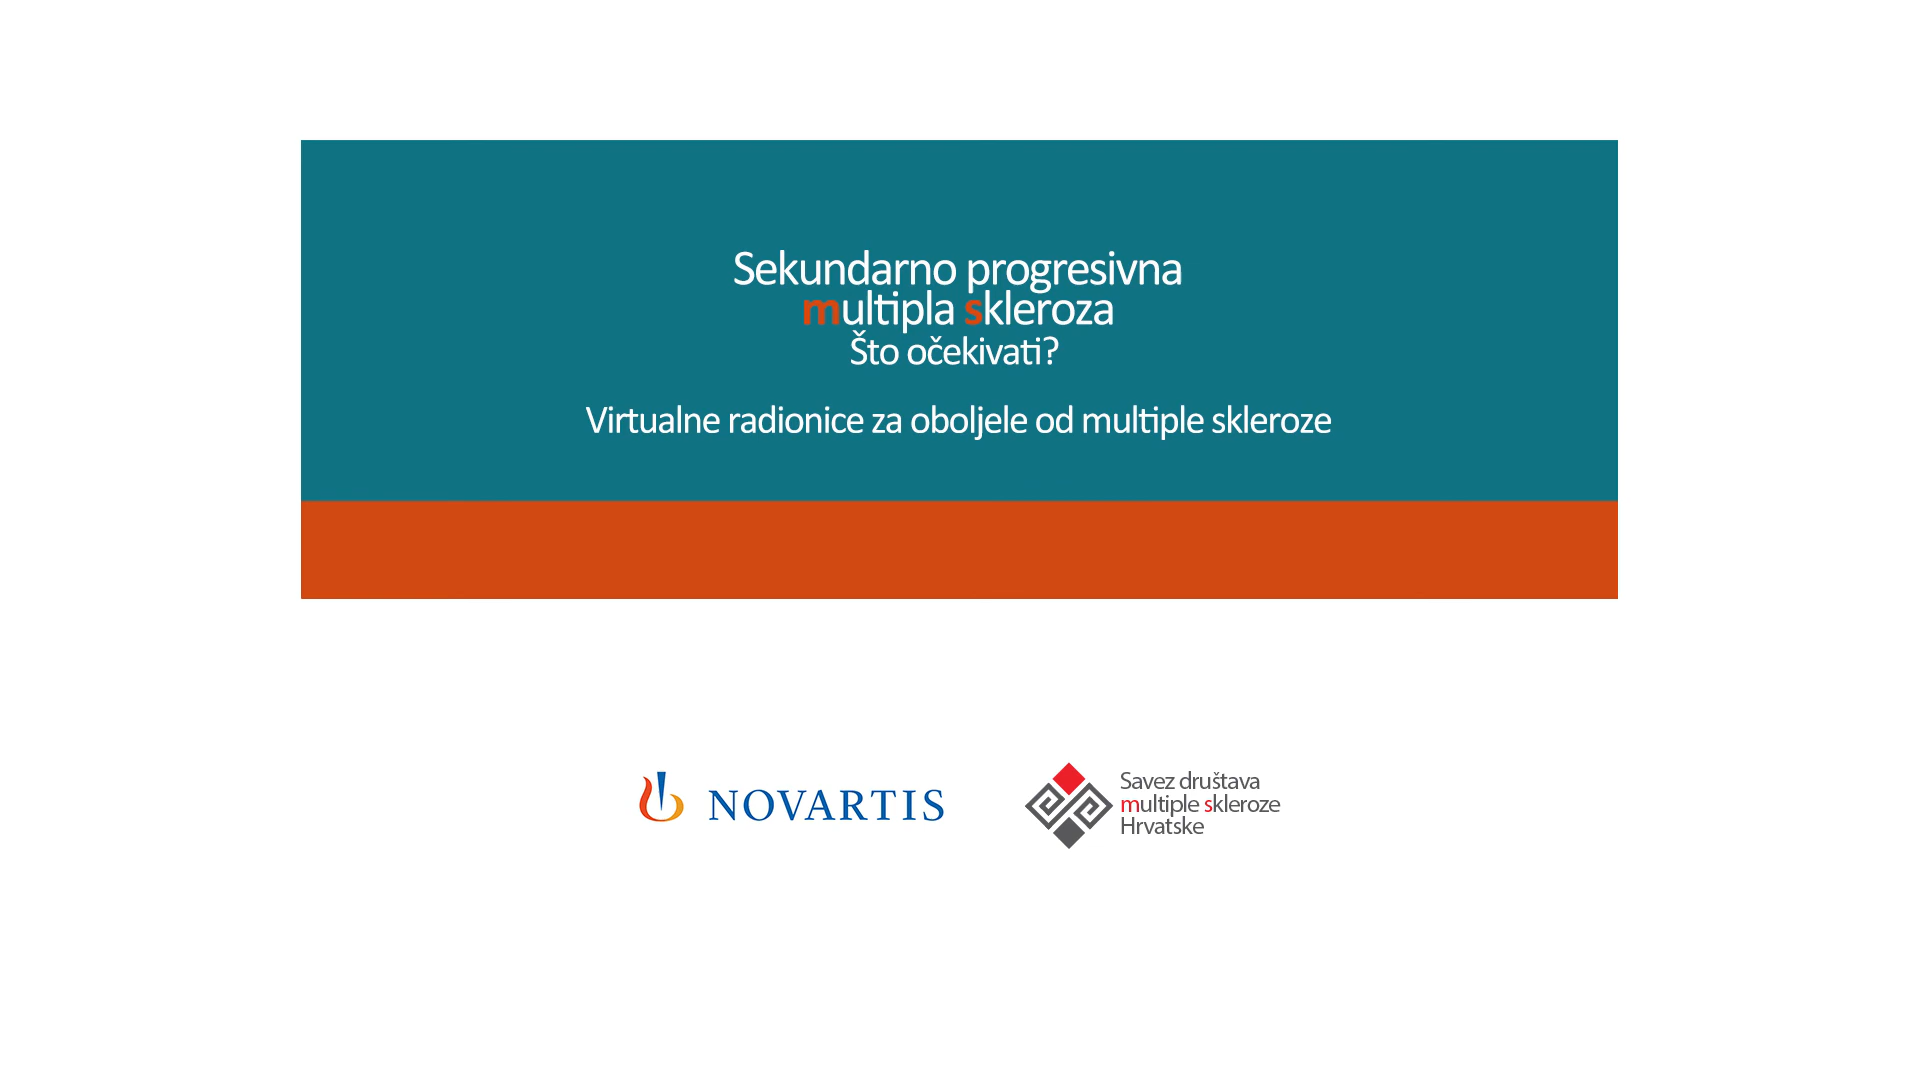 Sekundarno progresivna
multipla skleroza
Što očekivati?
Virtualne radionice za oboljele od multiple skleroze
NOVARTIS
Savez društava
multiple skleroze
Hrvatske